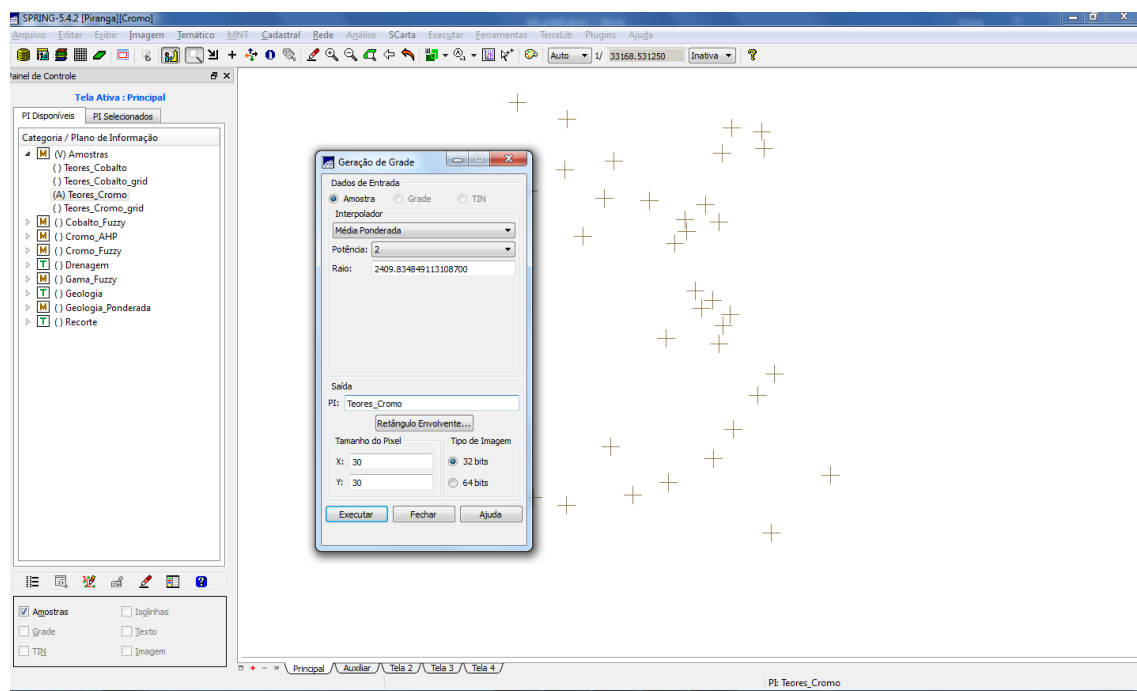 SPRING-5.4.2 [Piranga][Cromo]
Arquivo Editar Exibir Imagem Temático MNT Cadastral Rede Análise SCarta Executar Ferramentas TerraLib Plugins Ajuda
Auto 1/ 33168.531250 Inativa
Painel de Controle
Tela Ativa : Principal
PI Disponíveis PI Selecionados
Categoria / Plano de Informação
M (V) Amostras
( ) Teores_Cobalto
( ) Teores_Cobalto_grid
(A) Teores_Cromo
( ) Teores_Cromo_grid
M ( ) Cobalto_Fuzzy
M ( ) Cromo_AHP
M ( ) Cromo_Fuzzy
T ( ) Drenagem
M ( ) Gama_Fuzzy
T ( ) Geologia
M ( ) Geologia_Ponderada
T ( ) Recorte
Geração de Grade
Dados de Entrada
Amostra Grade TIN
Interpolador
Média Ponderada
Potência: 2
Raio: 2409.834849113108700
Saída
PI: Teores_Cromo
Retângulo Envolvente...
Tamanho do Pixel Tipo de Imagem
X: 30 32 bits
Y: 30 64 bits
Executar Fechar Ajuda
Amostras Isolinhas
Grade Texto
TIN Imagem
Principal Auxiliar Tela 2 Tela 3 Tela 4
PI: Teores_Cromo